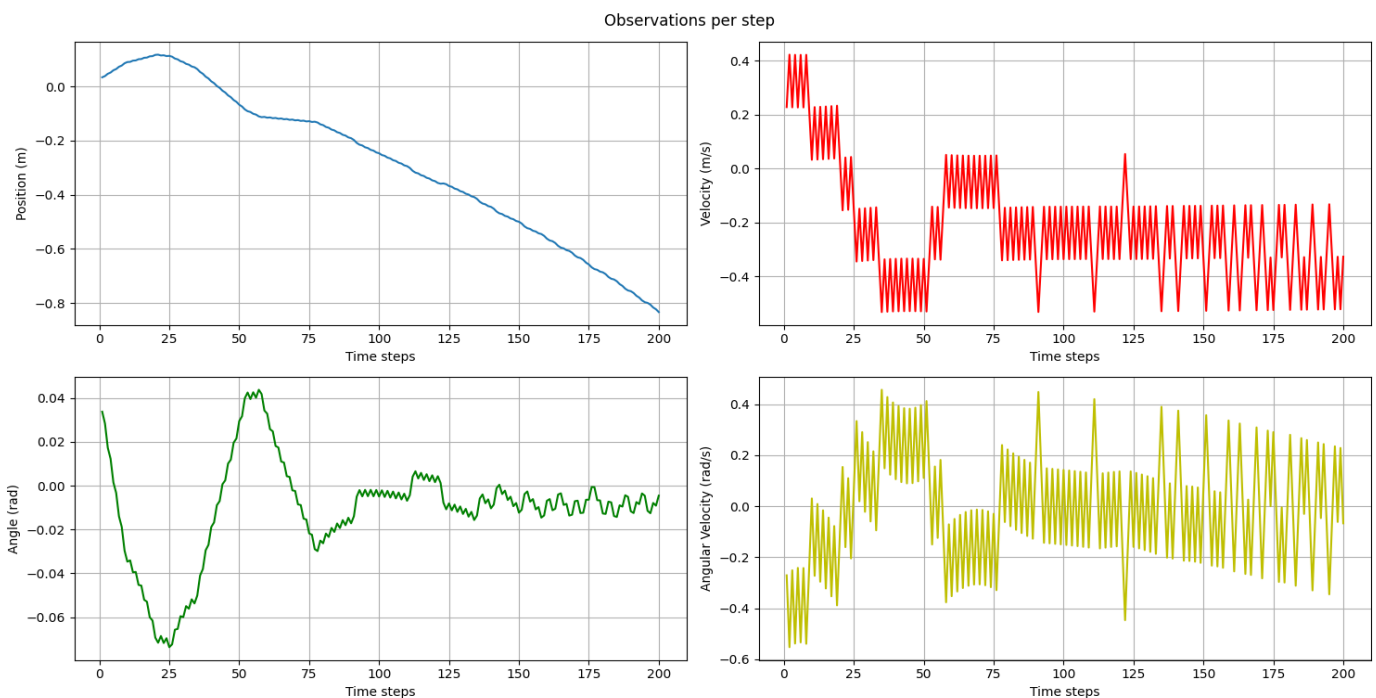 Observations per step
Position (m)
0.0
−0.2
−0.4
−0.6
−0.8
0 25 50 75 100 125 150 175 200
Time steps
Velocity (m/s)
0.4
0.2
0.0
−0.2
−0.4
0 25 50 75 100 125 150 175 200
Time steps
Angle (rad)
0.04
0.02
0.00
−0.02
−0.04
−0.06
0 25 50 75 100 125 150 175 200
Time steps
Angular Velocity (rad/s)
0.4
0.2
0.0
−0.2
−0.4
−0.6
0 25 50 75 100 125 150 175 200
Time steps